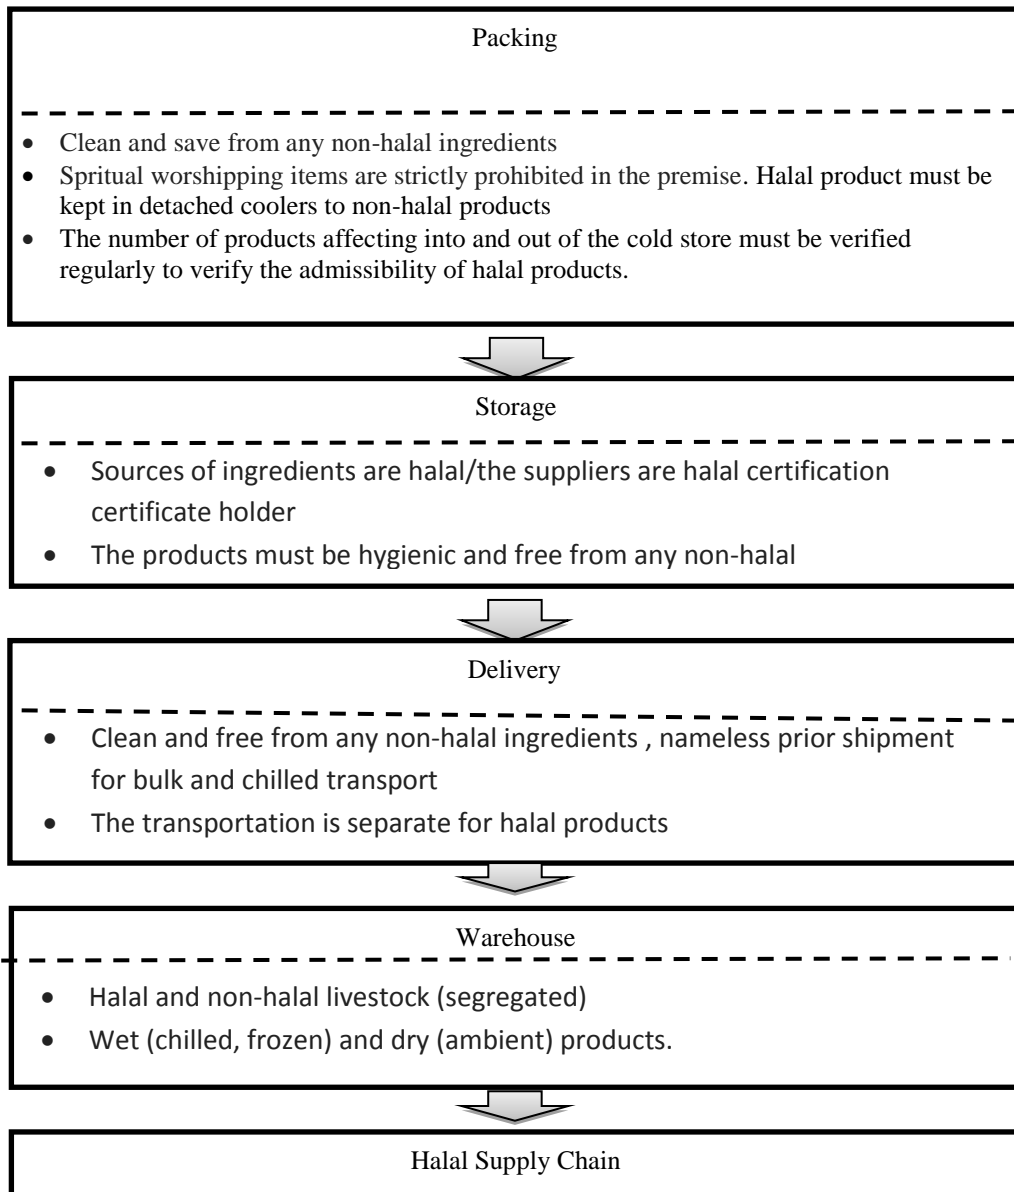 Packing
• Clean and save from any non-halal ingredients
• Spritual worshipping items are strictly prohibited in the premise. Halal product must be
kept in detached coolers to non-halal products
• The number of products affecting into and out of the cold store must be verified
regularly to verify the admissibility of halal products.
Storage
• Sources of ingredients are halal/the suppliers are halal certification
certificate holder
• The products must be hygienic and free from any non-halal
Delivery
• Clean and free from any non-halal ingredients , nameless prior shipment
for bulk and chilled transport
• The transportation is separate for halal products
Warehouse
• Halal and non-halal livestock (segregated)
• Wet (chilled, frozen) and dry (ambient) products.
Halal Supply Chain